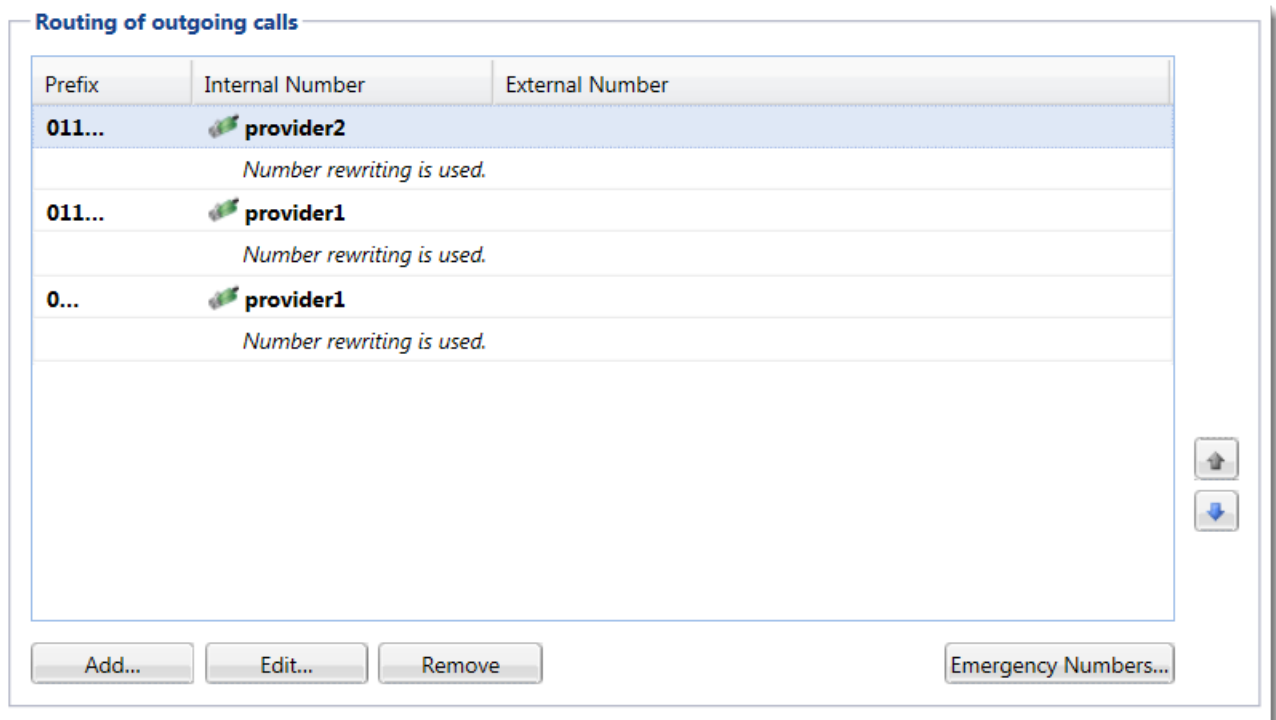 Routing of outgoing calls
Prefix Internal Number External Number
011... provider2
Number rewriting is used.
011... provider1
Number rewriting is used.
0... provider1
Number rewriting is used.
Add... Edit... Remove Emergency Numbers...